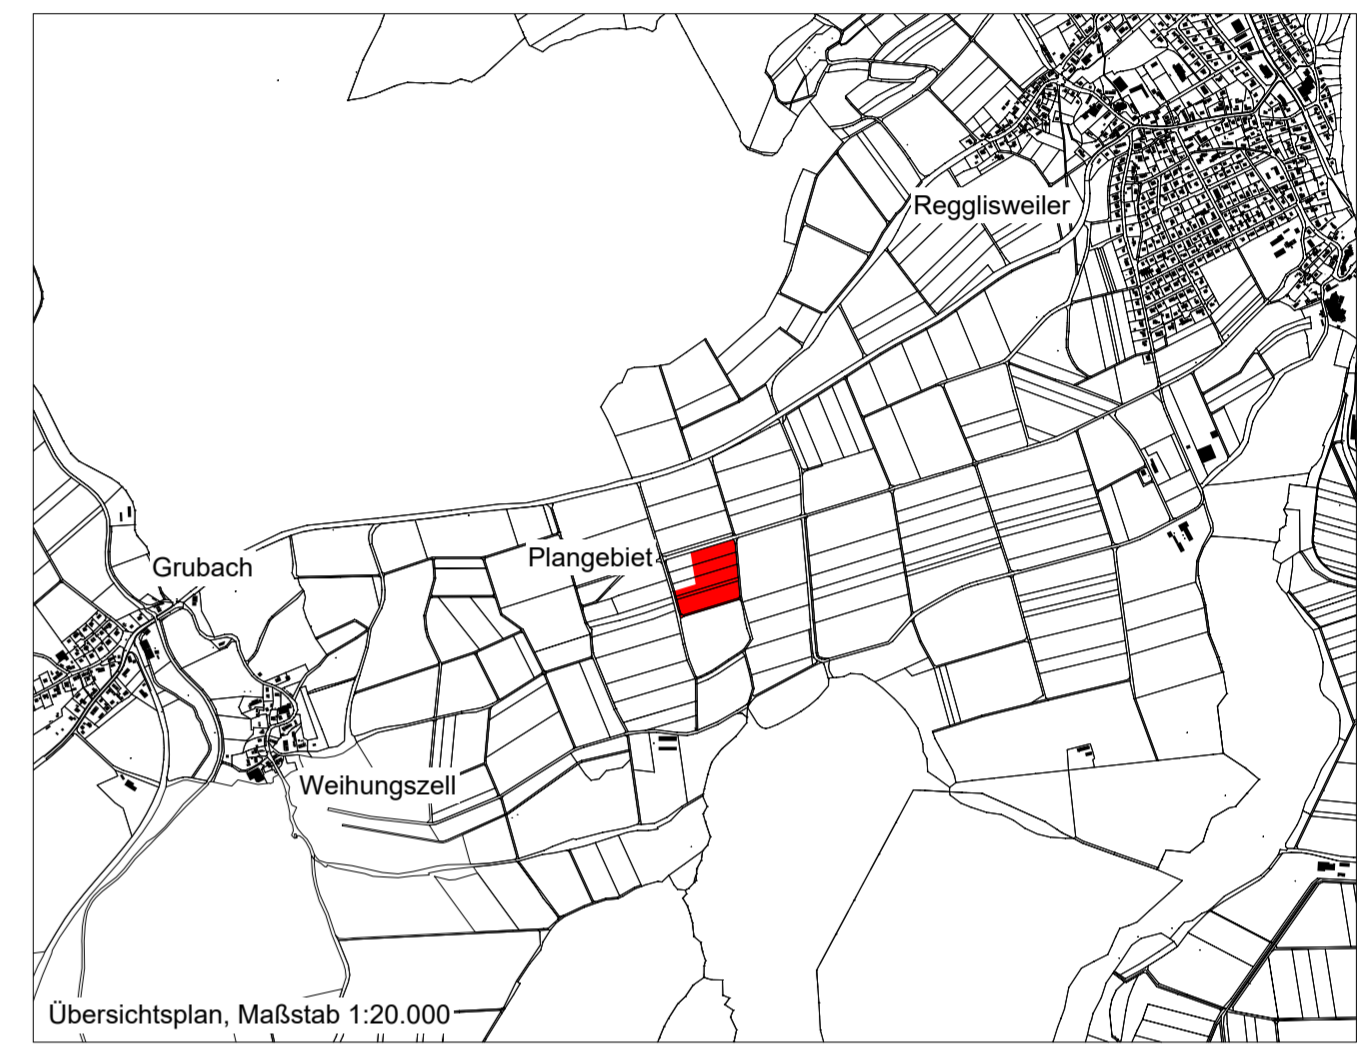 Regglisweiler
Plangebiet
Grubach
Weihungszell
Übersichtsplan, Maßstab 1:20.000